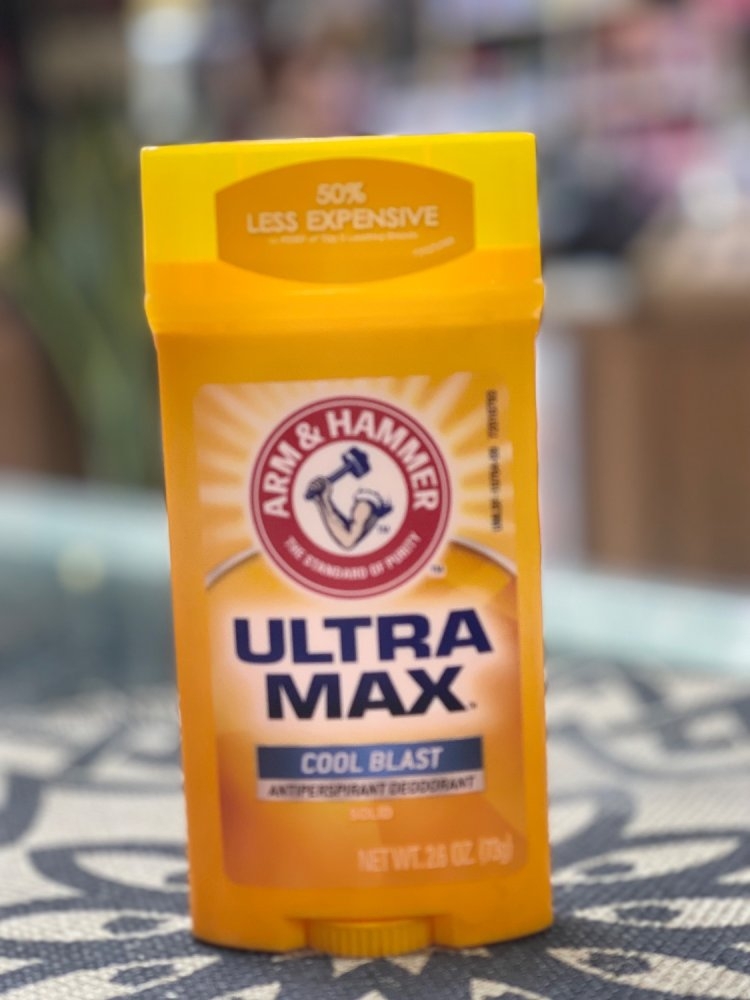 50%
LESS EXPENSIVE
ARM & HAMMER
THE STANDARD OF PURITY
ULTRA
MAX
COOL BLAST
ANTIPERSPIRANT DEODORANT
SOLID
NET WT. 2.6 OZ. (73g)